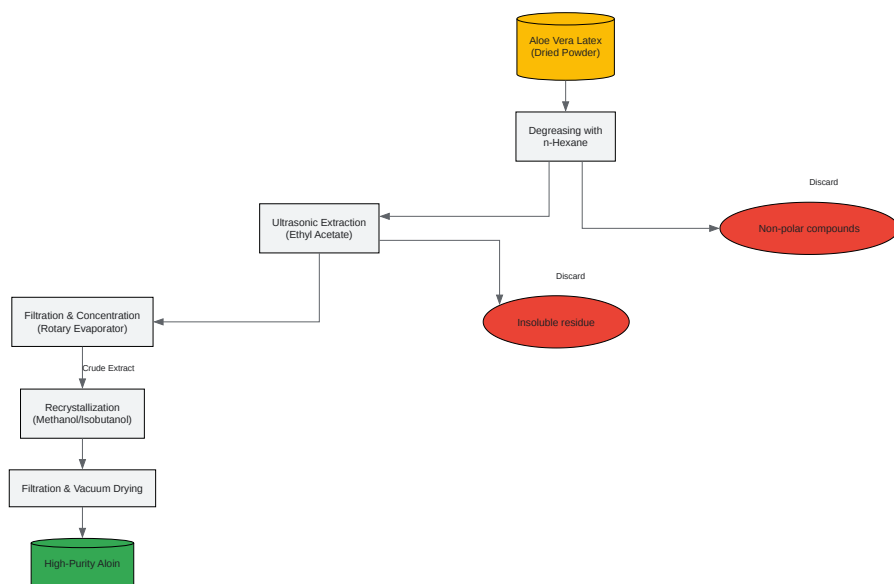 Aloe Vera Latex
(Dried Powder)
Degreasing with
n-Hexane
Discard
Non-polar compounds
Ultrasonic Extraction
(Ethyl Acetate)
Discard
Insoluble residue
Filtration & Concentration
(Rotary Evaporator)
Crude Extract
Recrystallization
(Methanol/Isobutanol)
Filtration & Vacuum Drying
High-Purity Aloin